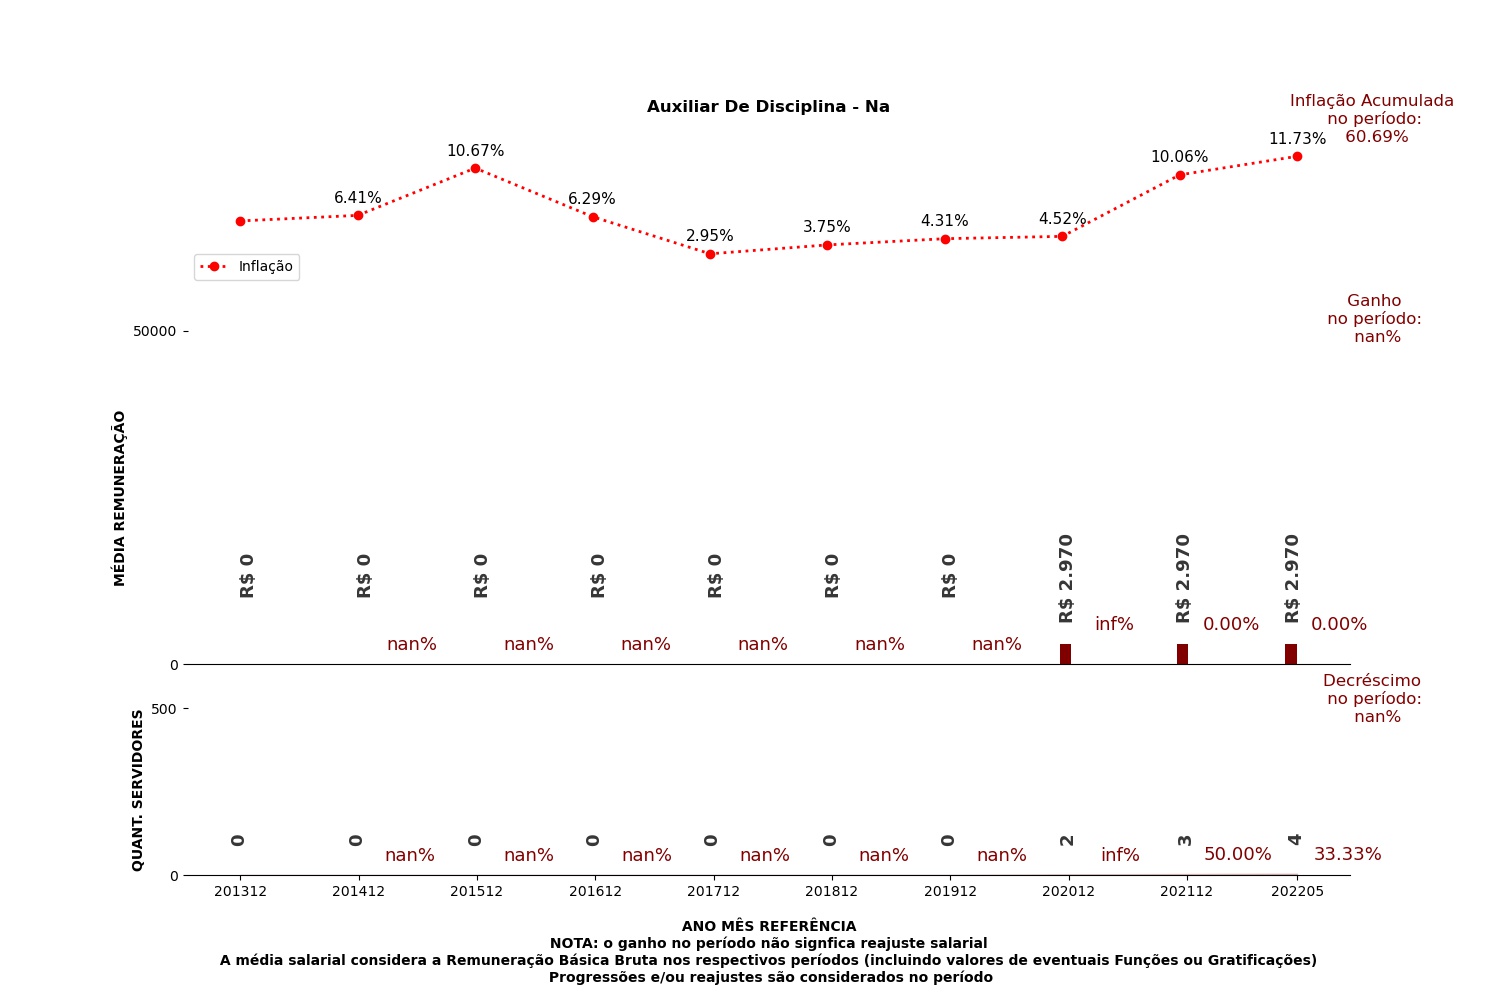 Auxiliar De Disciplina - Na
Inflação Acumulada
no período:
60.69%
6.41%
10.67%
6.29%
2.95%
3.75%
4.31%
4.52%
10.06%
11.73%
Inflação
Ganho
no período:
nan%
50000
0
MÉDIA REMUNERAÇÃO
R$ 0
R$ 0
R$ 0
R$ 0
R$ 0
R$ 0
R$ 0
R$ 2.970
R$ 2.970
R$ 2.970
nan%
nan%
nan%
nan%
nan%
nan%
inf%
0.00%
0.00%
Decréscimo
no período:
nan%
500
0
QUANT. SERVIDORES
0
0
0
0
0
0
0
2
3
4
nan%
nan%
nan%
nan%
nan%
nan%
inf%
50.00%
33.33%
201312
201412
201512
201612
201712
201812
201912
202012
202112
202205
ANO MÊS REFERÊNCIA
NOTA: o ganho no período não signfica reajuste salarial
A média salarial considera a Remuneração Básica Bruta nos respectivos períodos (incluindo valores de eventuais Funções ou Gratificações)
Progressões e/ou reajustes são considerados no período